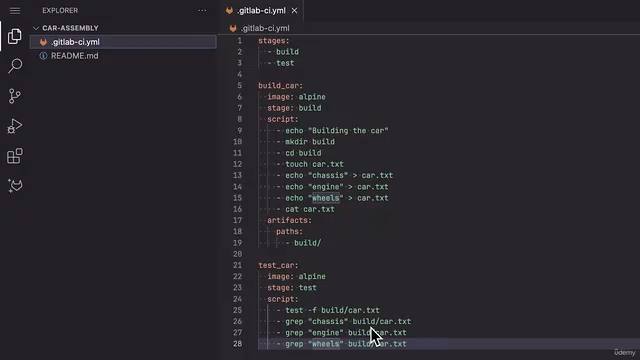 EXPLORER ...
CAR-ASSEMBLY
.gitlab-ci.yml
README.md
.gitlab-ci.yml
.gitlab-ci.yml
1 stages:
2 - build
3 - test
4
5 build_car:
6 image: alpine
7 stage: build
8 script:
9 - echo "Building the car"
10 - mkdir build
11 - cd build
12 - touch car.txt
13 - echo "chassis" > car.txt
14 - echo "engine" > car.txt
15 - echo "wheels" > car.txt
16 - cat car.txt
17 artifacts:
18 paths:
19 - build/
20
21 test_car:
22 image: alpine
23 stage: test
24 script:
25 - test -f build/car.txt
26 - grep "chassis" build/car.txt
27 - grep "engine" build/car.txt
28 - grep "wheels" build/car.txt
udemy